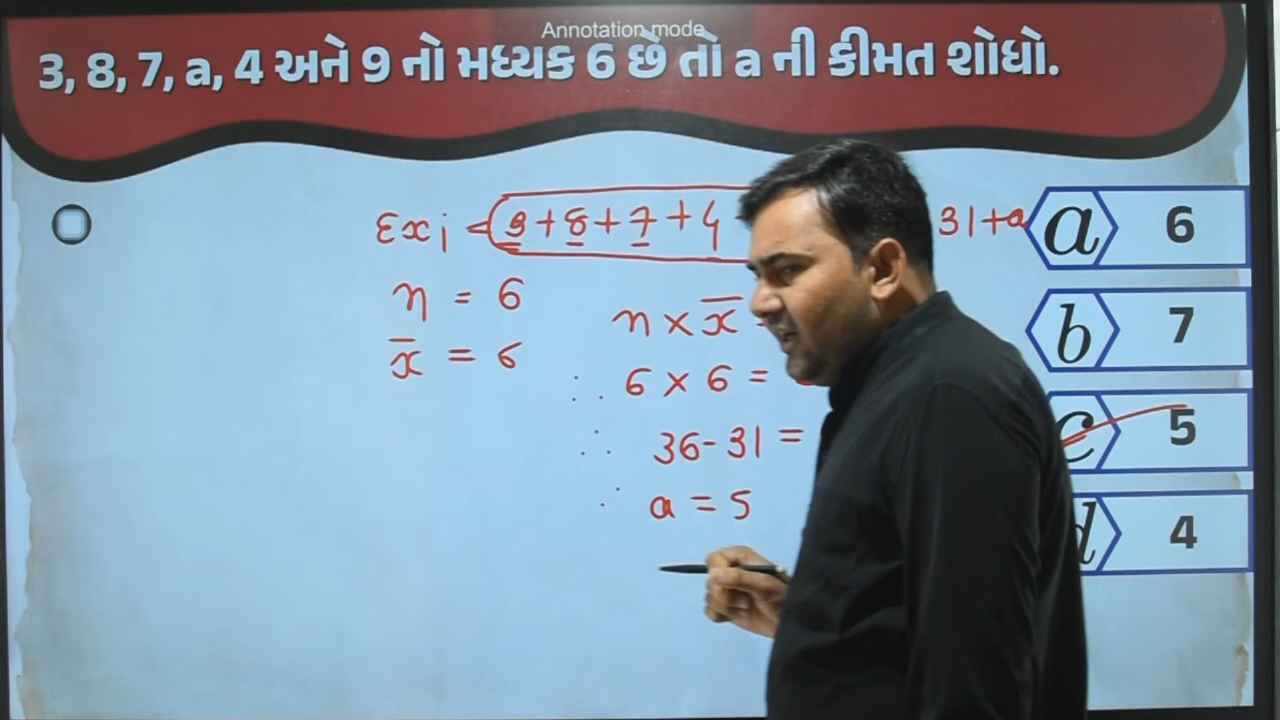 Annotation mode
3, 8, 7, a, 4 અને 9 નો મધ્યક 6 છે તો a ની કીમત શોધો.
Σxi = 3+8+7+4 31+a
n = 6
x̄ = 6
n × x̄
∴ 6 × 6 =
∴ 36-31 =
∴ a = 5
a 6
b 7
c 5
d 4